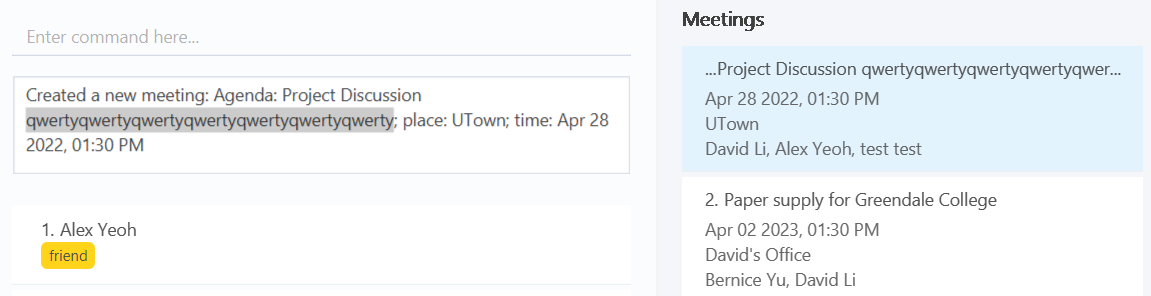 Enter command here...
Created a new meeting: Agenda: Project Discussion
qwertyqwertyqwertyqwertyqwertyqwertyqwertyqwerty; place: UTown; time: Apr 28
2022, 01:30 PM
1. Alex Yeoh
friend
Meetings
...Project Discussion qwertyqwertyqwertyqwertyqwer...
Apr 28 2022, 01:30 PM
UTown
David Li, Alex Yeoh, test test
2. Paper supply for Greendale College
Apr 02 2023, 01:30 PM
David's Office
Bernice Yu, David Li